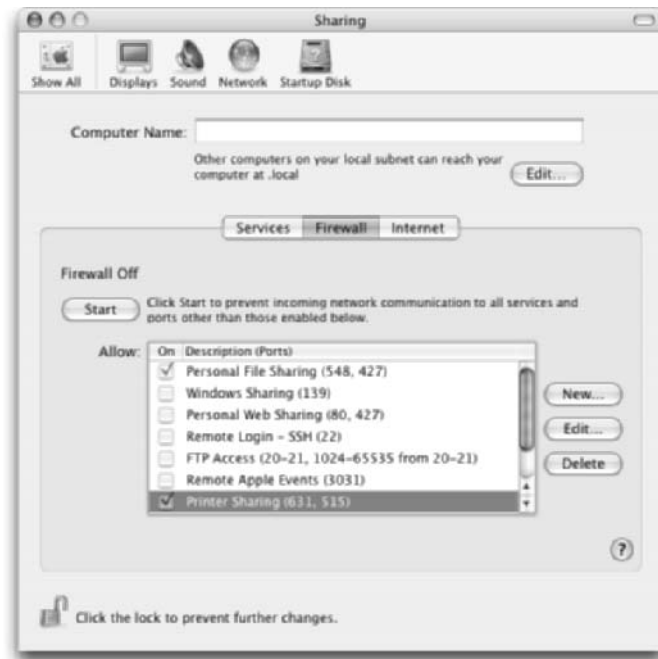 Sharing
Show All Displays Sound Network Startup Disk
Computer Name:
Other computers on your local subnet can reach your
computer at .local
Edit...
Services Firewall Internet
Firewall Off
Start
Click Start to prevent incoming network communication to all services and
ports other than those enabled below.
Allow:
On Description (Ports)
Personal File Sharing (548, 427)
Windows Sharing (139)
Personal Web Sharing (80, 427)
Remote Login – SSH (22)
FTP Access (20–21, 1024–65535 from 20–21)
Remote Apple Events (3031)
Printer Sharing (631, 515)
New...
Edit...
Delete
?
Click the lock to prevent further changes.